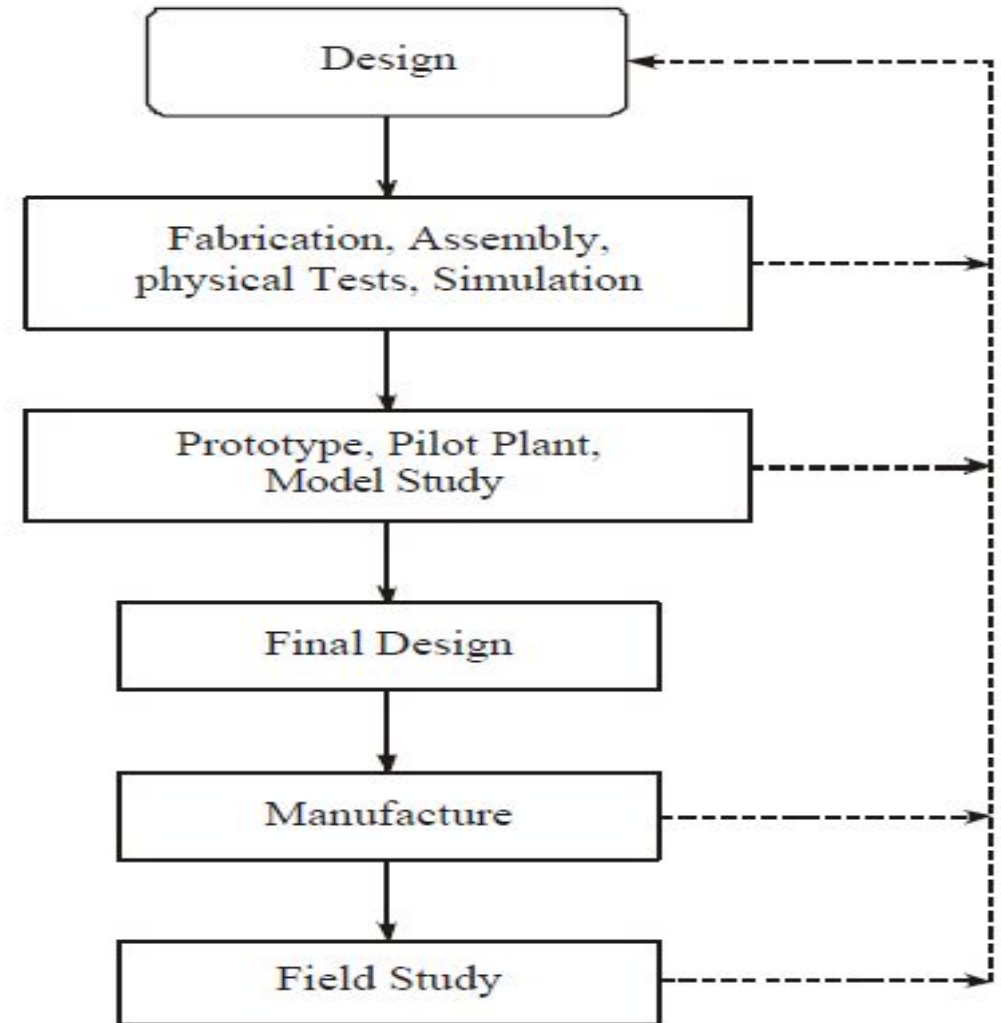 Design
Fabrication, Assembly,
physical Tests, Simulation
Prototype, Pilot Plant,
Model Study
Final Design
Manufacture
Field Study